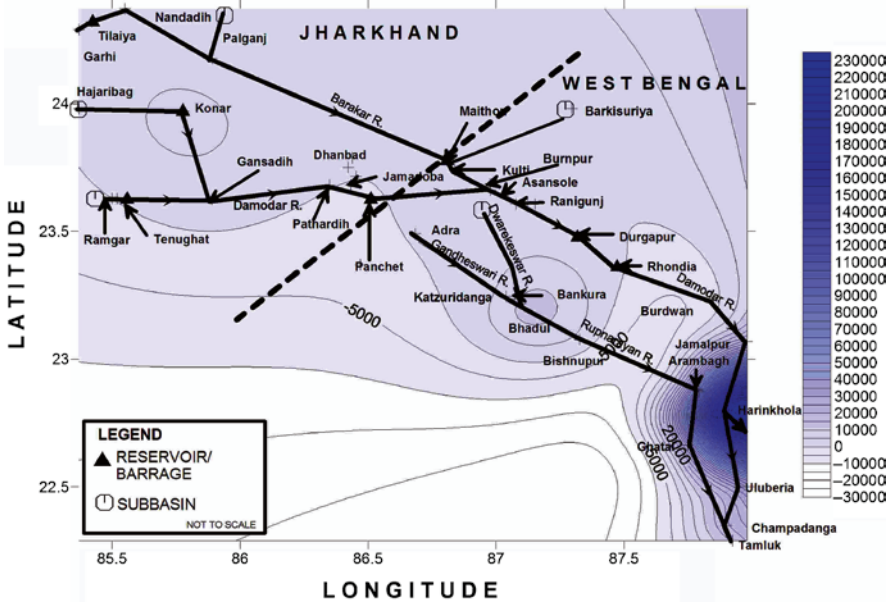 JHARKHAND
WEST BENGAL
Nandadih
Tilaiya
Palganj
Garhi
Hajaribag
Konar
Barakar R.
Maithon
Barkisuriya
Dhanbad
Gansadih
Jamadoba
Kulti
Burnpur
Asansole
Ranigunj
Damodar R.
Pathardih
Ramgar
Tenughat
Panchet
Adra
Dwarekeswar R.
Gandheswari R.
Durgapur
Rhondia
Damodar R.
Katzuridanga
Bankura
Bhadul
Burdwan
Rupnarayan R.
Bishnupur
Jamalpur
Arambagh
Harinkhola
Ghatal
Uluberia
Champadanga
Tamluk
-5000
5000
20000
-5000
LEGEND
RESERVOIR/
BARRAGE
SUBBASIN
NOT TO SCALE
24
23.5
23
22.5
LATITUDE
85.5 86 86.5 87 87.5
LONGITUDE
230000
220000
210000
200000
190000
180000
170000
160000
150000
140000
130000
120000
110000
100000
90000
80000
70000
60000
50000
40000
30000
20000
10000
0
-10000
-20000
-30000